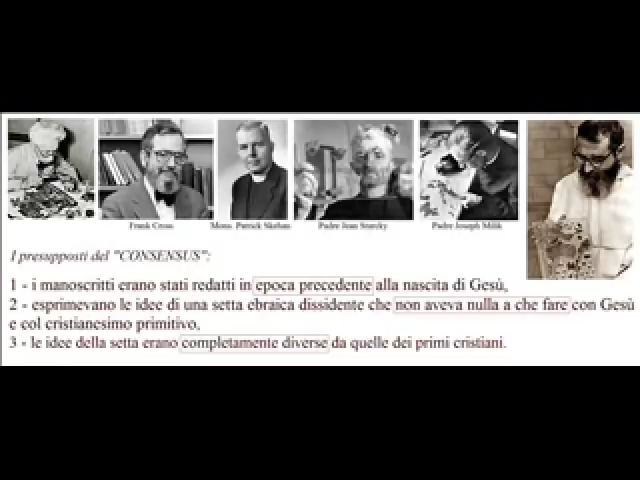 Frank Cross Mons. Patrick Skehan Padre Jean Starcky Padre Joseph Milik
I presupposti del "CONSENSUS":
1 - i manoscritti erano stati redatti in epoca precedente alla nascita di Gesù,
2 - esprimevano le idee di una setta ebraica dissidente che non aveva nulla a che fare con Gesù
e col cristianesimo primitivo,
3 - le idee della setta erano completamente diverse da quelle dei primi cristiani.